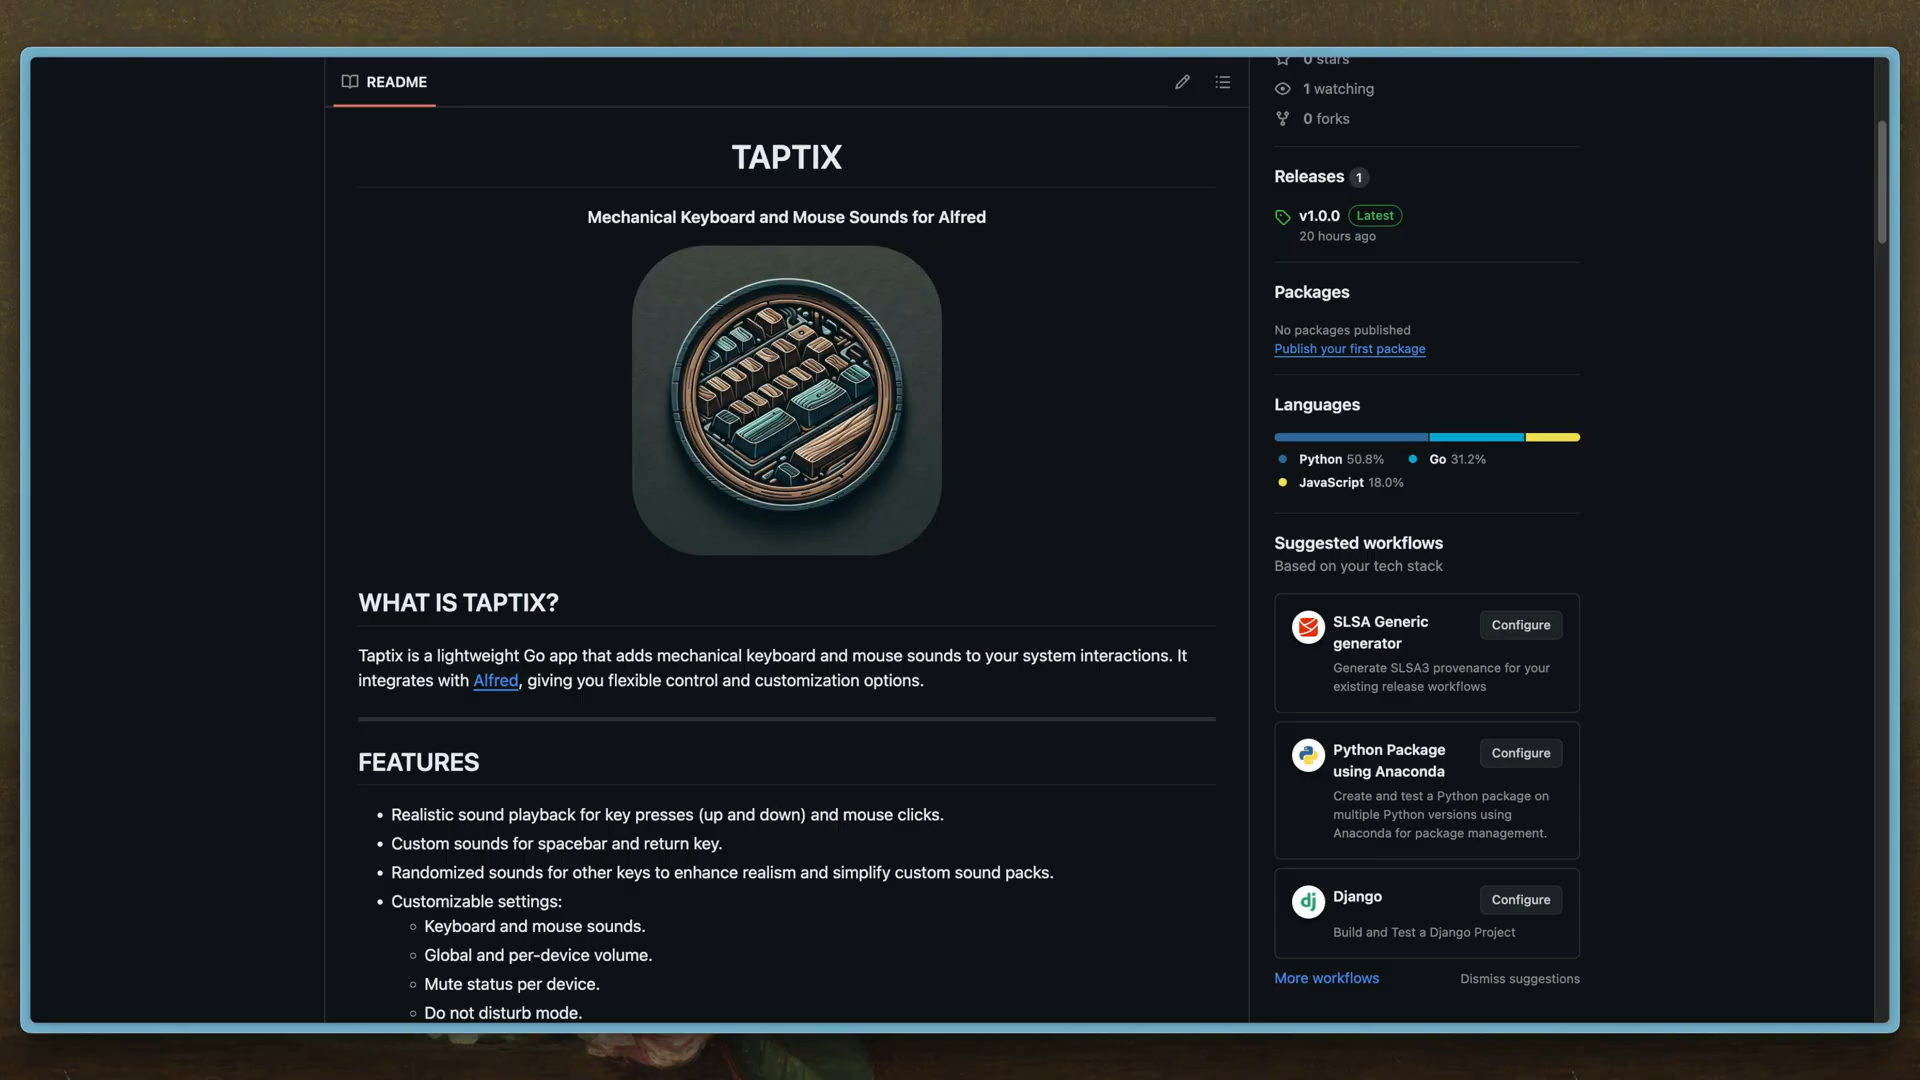 README
TAPTIX
Mechanical Keyboard and Mouse Sounds for Alfred
WHAT IS TAPTIX?
Taptix is a lightweight Go app that adds mechanical keyboard and mouse sounds to your system interactions. It
integrates with Alfred, giving you flexible control and customization options.
FEATURES
• Realistic sound playback for key presses (up and down) and mouse clicks.
• Custom sounds for spacebar and return key.
• Randomized sounds for other keys to enhance realism and simplify custom sound packs.
• Customizable settings:
◦ Keyboard and mouse sounds.
◦ Global and per-device volume.
◦ Mute status per device.
◦ Do not disturb mode.
0 stars
1 watching
0 forks
Releases 1
v1.0.0 Latest
20 hours ago
Packages
No packages published
Publish your first package
Languages
Python 50.8% Go 31.2%
JavaScript 18.0%
Suggested workflows
Based on your tech stack
SLSA Generic
generator
Configure
Generate SLSA3 provenance for your
existing release workflows
Python Package
using Anaconda
Configure
Create and test a Python package on
multiple Python versions using
Anaconda for package management.
dj
Django
Configure
Build and Test a Django Project
More workflows Dismiss suggestions